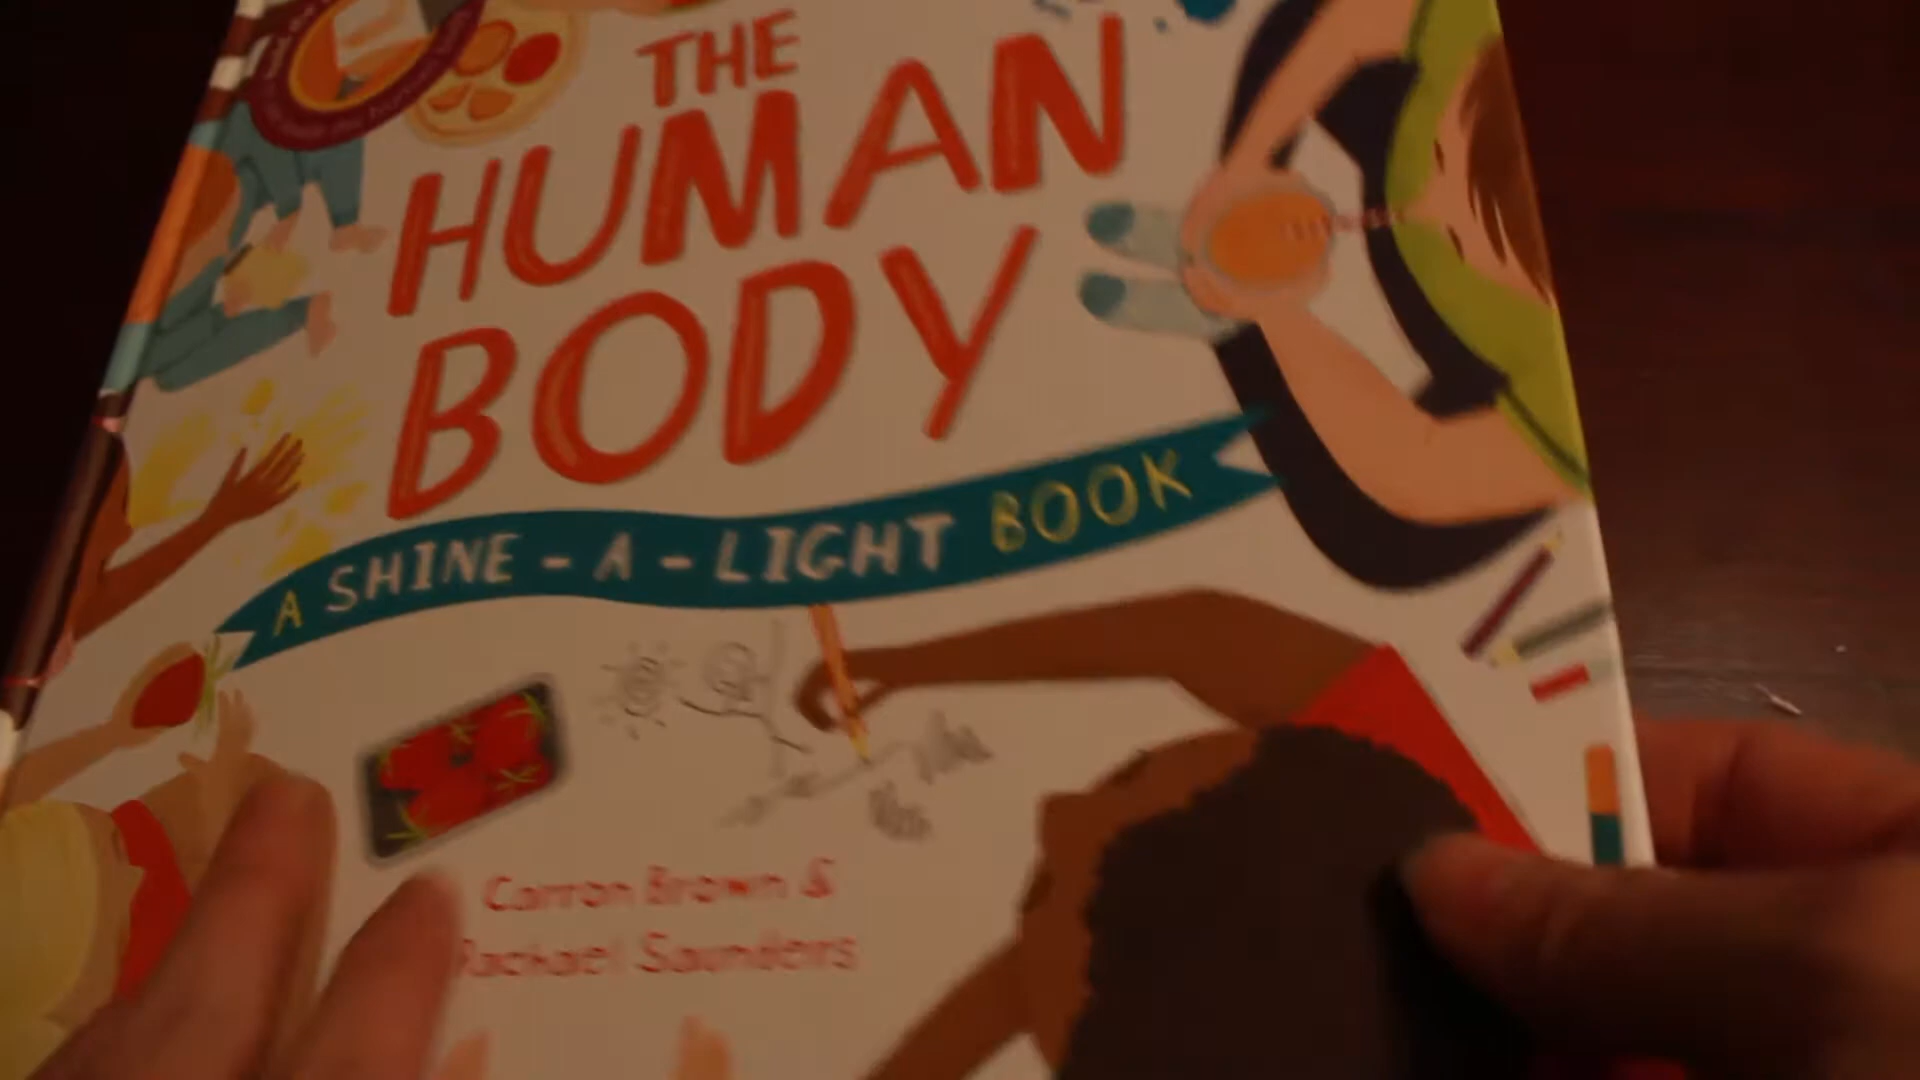 THE
HUMAN
BODY
A SHINE-A-LIGHT BOOK
Carron Brown &
Rachael Saunders